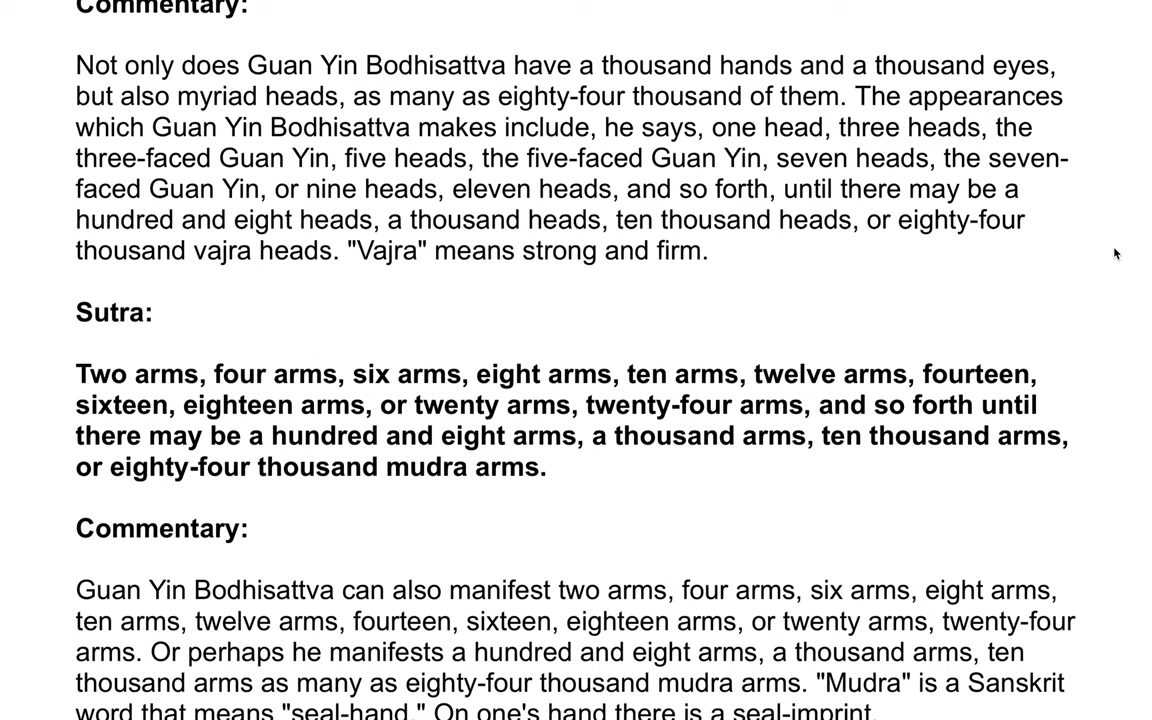 Commentary:
Not only does Guan Yin Bodhisattva have a thousand hands and a thousand eyes,
but also myriad heads, as many as eighty-four thousand of them. The appearances
which Guan Yin Bodhisattva makes include, he says, one head, three heads, the
three-faced Guan Yin, five heads, the five-faced Guan Yin, seven heads, the seven-
faced Guan Yin, or nine heads, eleven heads, and so forth, until there may be a
hundred and eight heads, a thousand heads, ten thousand heads, or eighty-four
thousand vajra heads. "Vajra" means strong and firm.
Sutra:
Two arms, four arms, six arms, eight arms, ten arms, twelve arms, fourteen,
sixteen, eighteen arms, or twenty arms, twenty-four arms, and so forth until
there may be a hundred and eight arms, a thousand arms, ten thousand arms,
or eighty-four thousand mudra arms.
Commentary:
Guan Yin Bodhisattva can also manifest two arms, four arms, six arms, eight arms,
ten arms, twelve arms, fourteen, sixteen, eighteen arms, or twenty arms, twenty-four
arms. Or perhaps he manifests a hundred and eight arms, a thousand arms, ten
thousand arms as many as eighty-four thousand mudra arms. "Mudra" is a Sanskrit
word that means "seal-hand." On one's hand there is a seal-imprint.